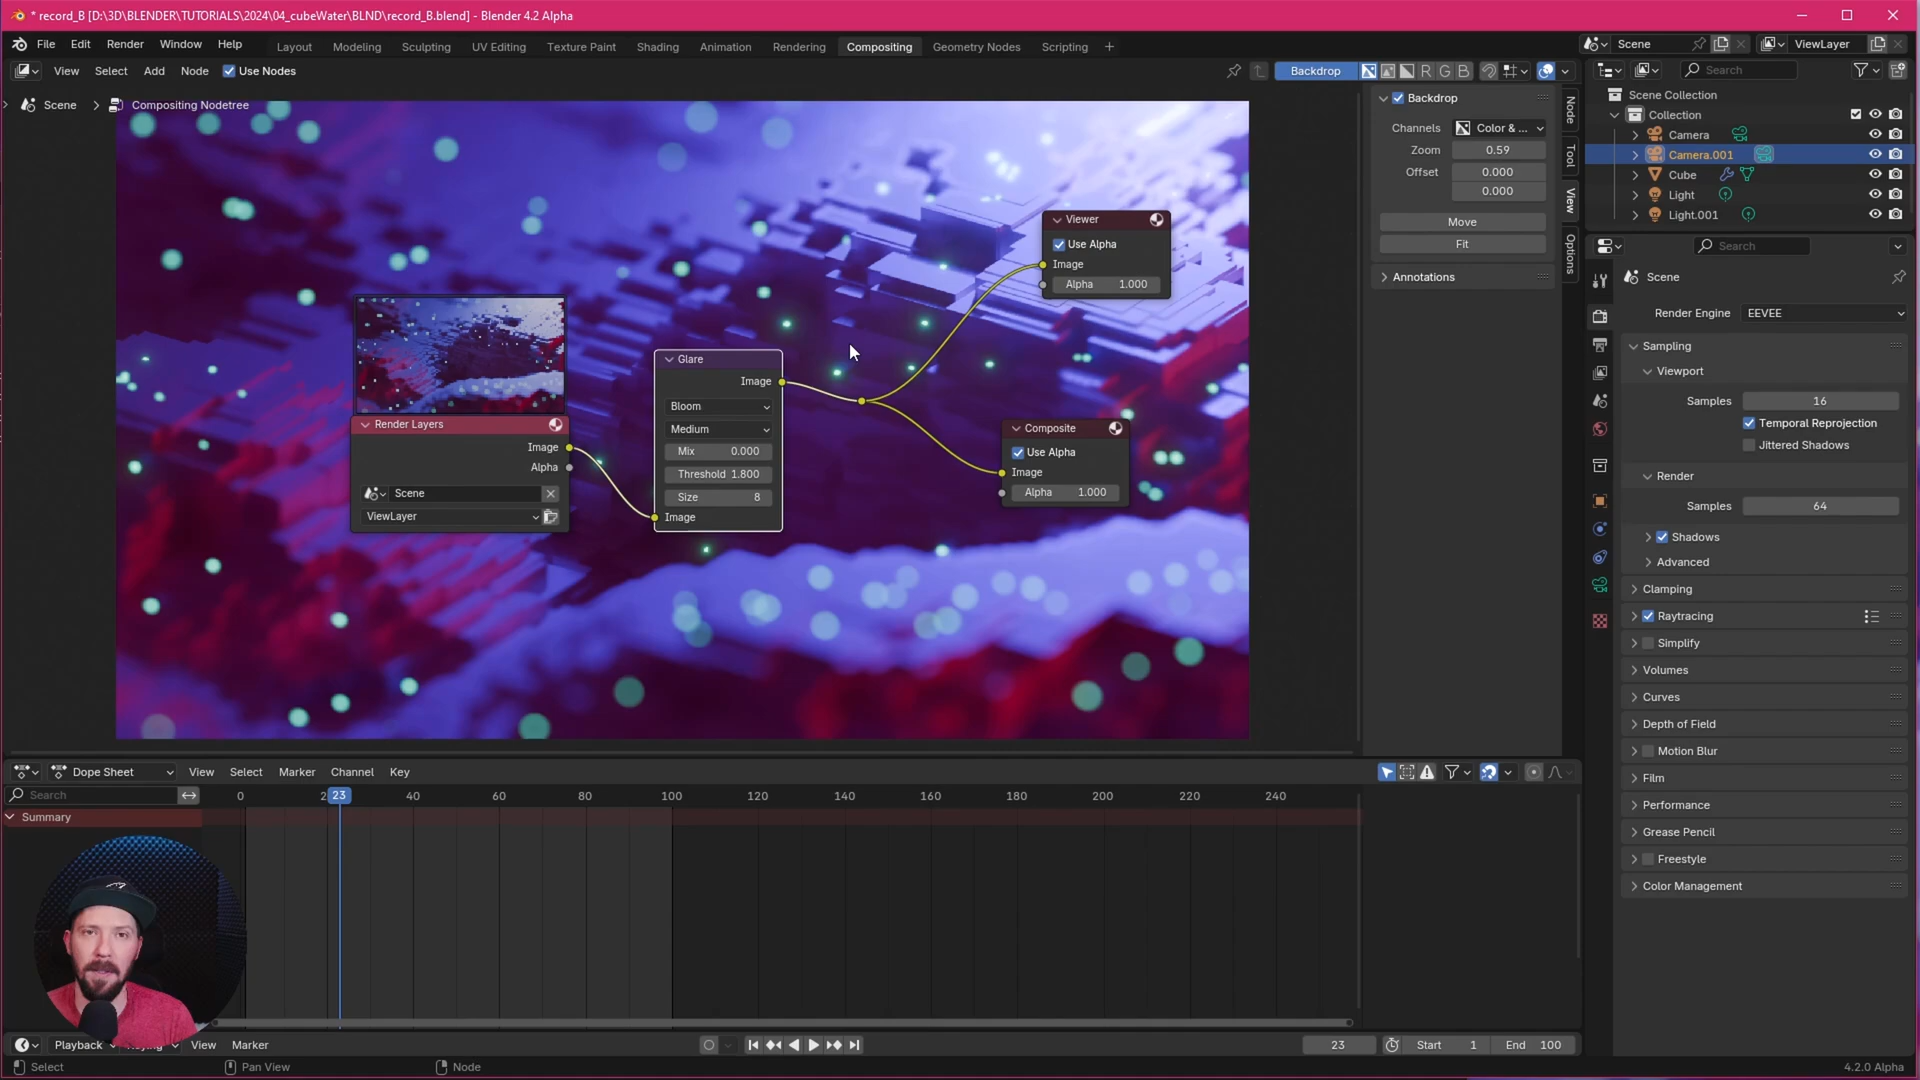 * record_B [D:\3D\BLENDER\TUTORIALS\2024\04_cubeWater\BLND\record_B.blend] - Blender 4.2 Alpha
File Edit Render Window Help Layout Modeling Sculpting UV Editing Texture Paint Shading Animation Rendering Compositing Geometry Nodes Scripting + Scene ViewLayer
View Select Add Node Use Nodes Backdrop R G B Search
Scene > Compositing Nodetree
Backdrop
Channels Color & ...
Zoom 0.59
Offset 0.000
0.000
Move
Fit
Annotations
Node
Tool
View
Options
Scene Collection
Collection
Camera
Camera.001
Cube
Light
Light.001
Search
Viewer
Use Alpha
Image
Alpha 1.000
Render Layers
Image
Alpha
Scene
ViewLayer
Glare
Image
Bloom
Medium
Mix 0.000
Threshold 1.800
Size 8
Image
Composite
Use Alpha
Image
Alpha 1.000
Scene
Render Engine EEVEE
Sampling
Viewport
Samples 16
Temporal Reprojection
Jittered Shadows
Render
Samples 64
Shadows
Advanced
Clamping
Raytracing
Simplify
Volumes
Curves
Depth of Field
Motion Blur
Film
Performance
Grease Pencil
Freestyle
Color Management
Dope Sheet View Select Marker Channel Key
Search 0 23 40 60 80 100 120 140 160 180 200 220 240
Summary
Playback View Marker 23 Start 1 End 100
Select Pan View Node 4.2.0 Alpha